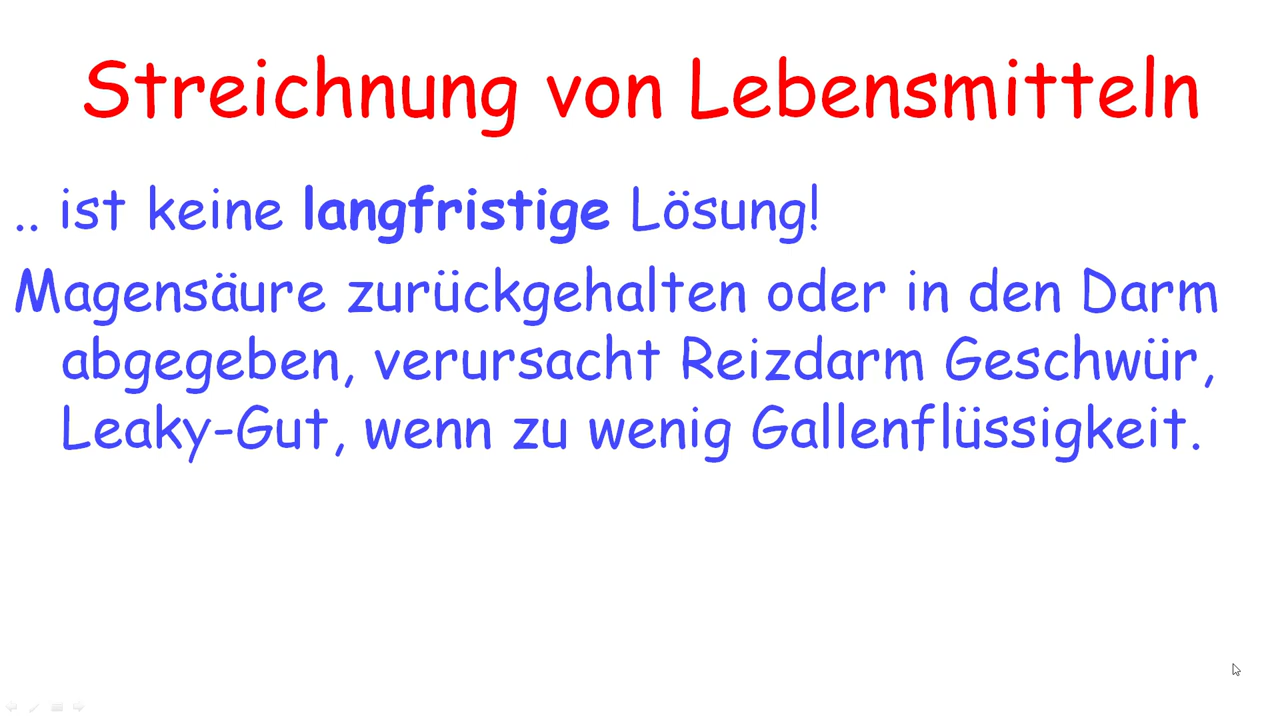 Streichnung von Lebensmitteln
.. ist keine langfristige Lösung!
Magensäure zurückgehalten oder in den Darm
abgegeben, verursacht Reizdarm Geschwür,
Leaky-Gut, wenn zu wenig Gallenflüssigkeit.